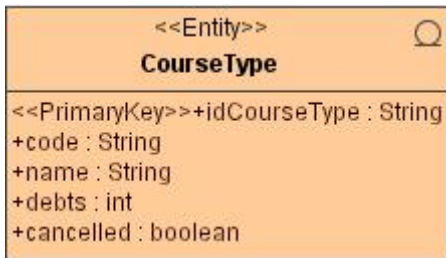 <<Entity>>
CourseType
<<PrimaryKey>>+idCourseType : String
+code : String
+name : String
+debts : int
+cancelled : boolean